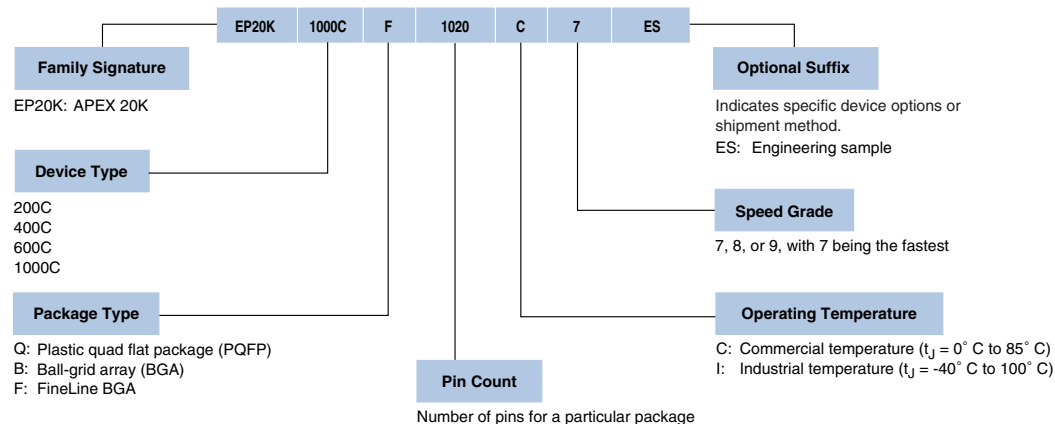 EP20K 1000C F 1020 C 7 ES
Family Signature
EP20K: APEX 20K
Optional Suffix
Indicates specific device options or
shipment method.
ES: Engineering sample
Device Type
200C
400C
600C
1000C
Speed Grade
7, 8, or 9, with 7 being the fastest
Package Type
Q: Plastic quad flat package (PQFP)
B: Ball-grid array (BGA)
F: FineLine BGA
Operating Temperature
C: Commercial temperature (tJ = 0° C to 85° C)
I: Industrial temperature (tJ = -40° C to 100° C)
Pin Count
Number of pins for a particular package